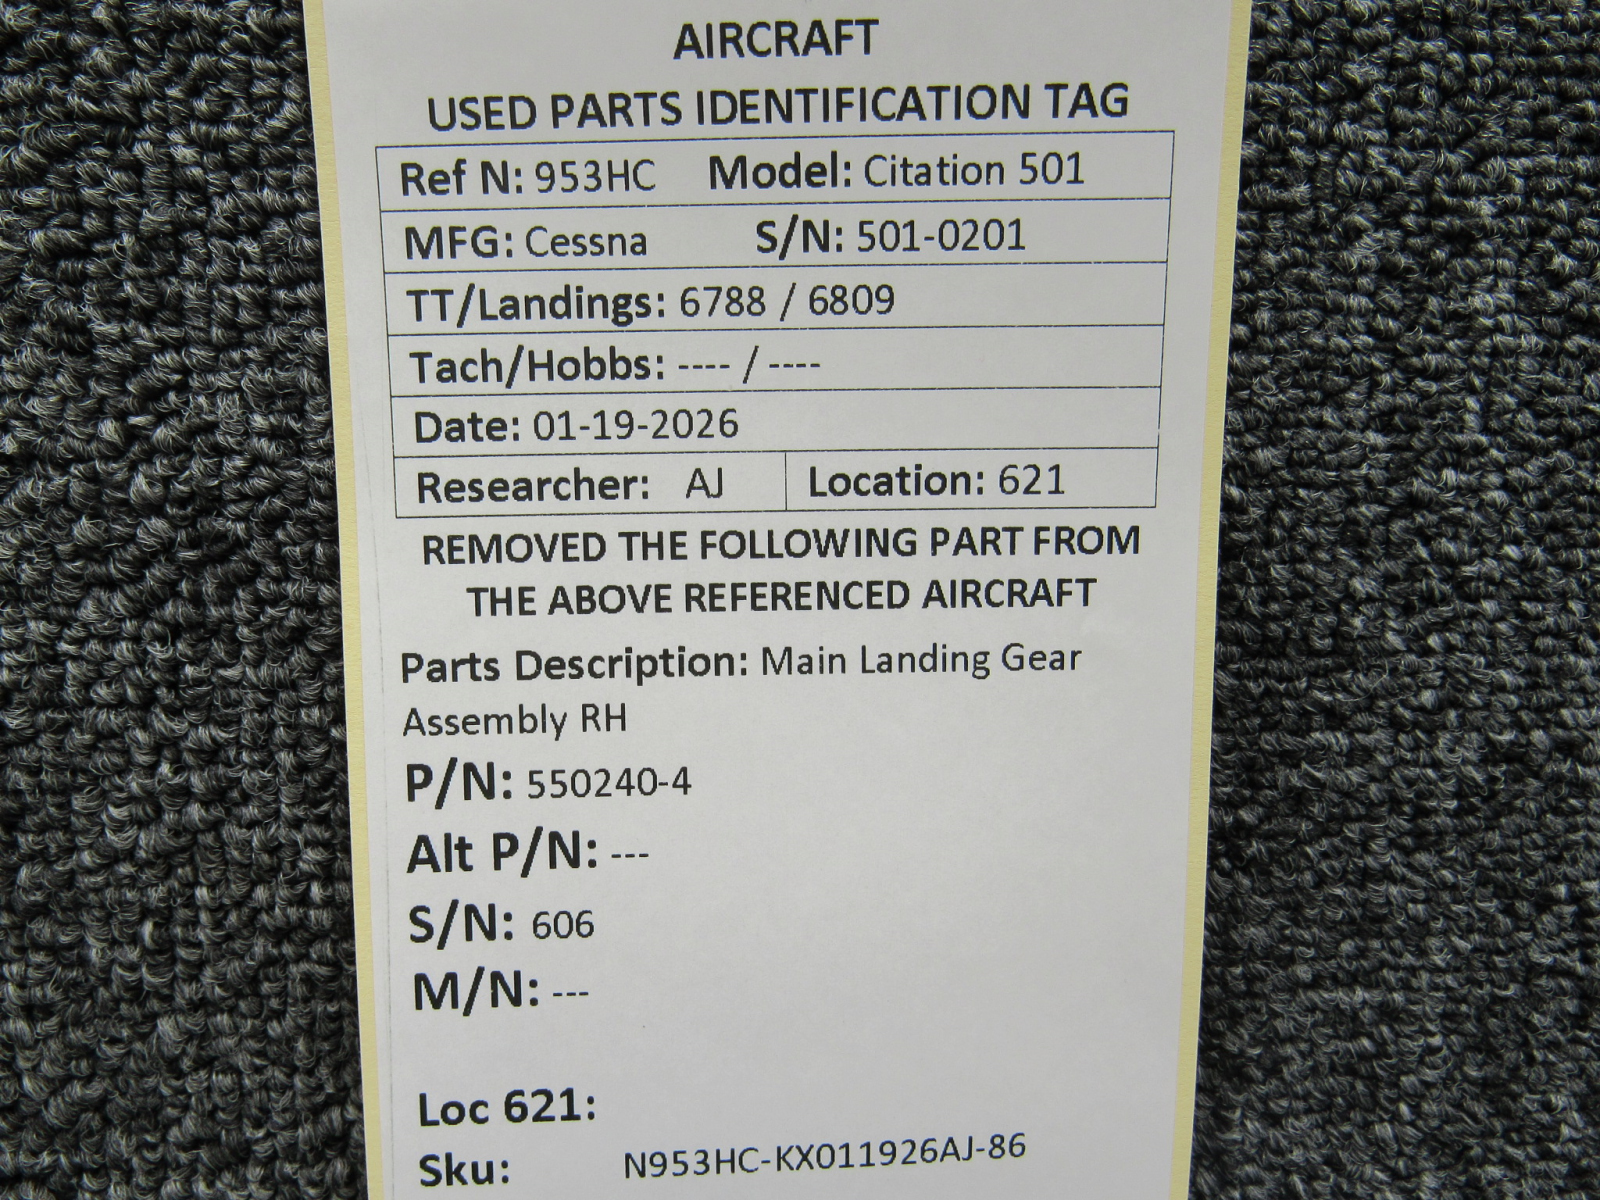 AIRCRAFT
USED PARTS IDENTIFICATION TAG
Ref N: 953HC Model: Citation 501
MFG: Cessna S/N: 501-0201
TT/Landings: 6788 / 6809
Tach/Hobbs: ---- / ----
Date: 01-19-2026
Researcher: AJ Location: 621
REMOVED THE FOLLOWING PART FROM
THE ABOVE REFERENCED AIRCRAFT
Parts Description: Main Landing Gear
Assembly RH
P/N: 550240-4
Alt P/N: ---
S/N: 606
M/N: ---
Loc 621:
Sku: N953HC-KX011926AJ-86